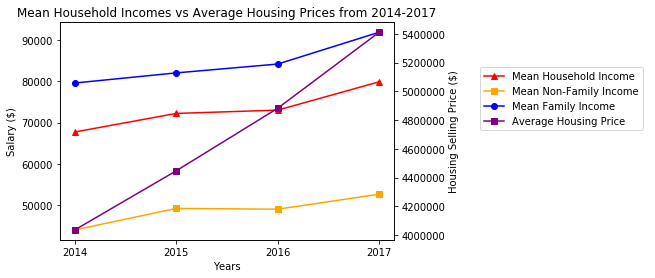 Mean Household Incomes vs Average Housing Prices from 2014-2017
90000
80000
70000
60000
50000
Salary ($)
2014 2015 2016 2017
Years
5400000
5200000
5000000
4800000
4600000
4400000
4200000
4000000
Housing Selling Price ($)
Mean Household Income
Mean Non-Family Income
Mean Family Income
Average Housing Price